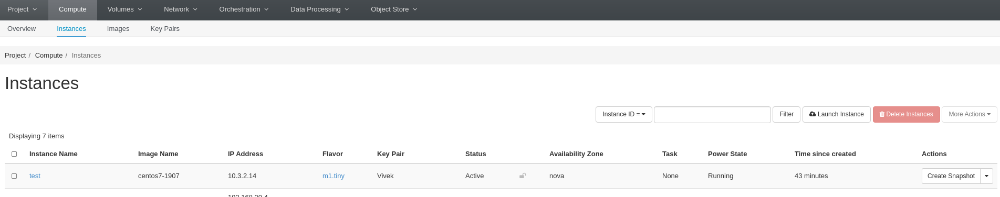 Project Compute Volumes Network Orchestration Data Processing Object Store
Overview Instances Images Key Pairs
Project / Compute / Instances
Instances
Instance ID = Filter Launch Instance Delete Instances More Actions
Displaying 7 items
Instance Name Image Name IP Address Flavor Key Pair Status Availability Zone Task Power State Time since created Actions
test centos7-1907 10.3.2.14 m1.tiny Vivek Active nova None Running 43 minutes Create Snapshot